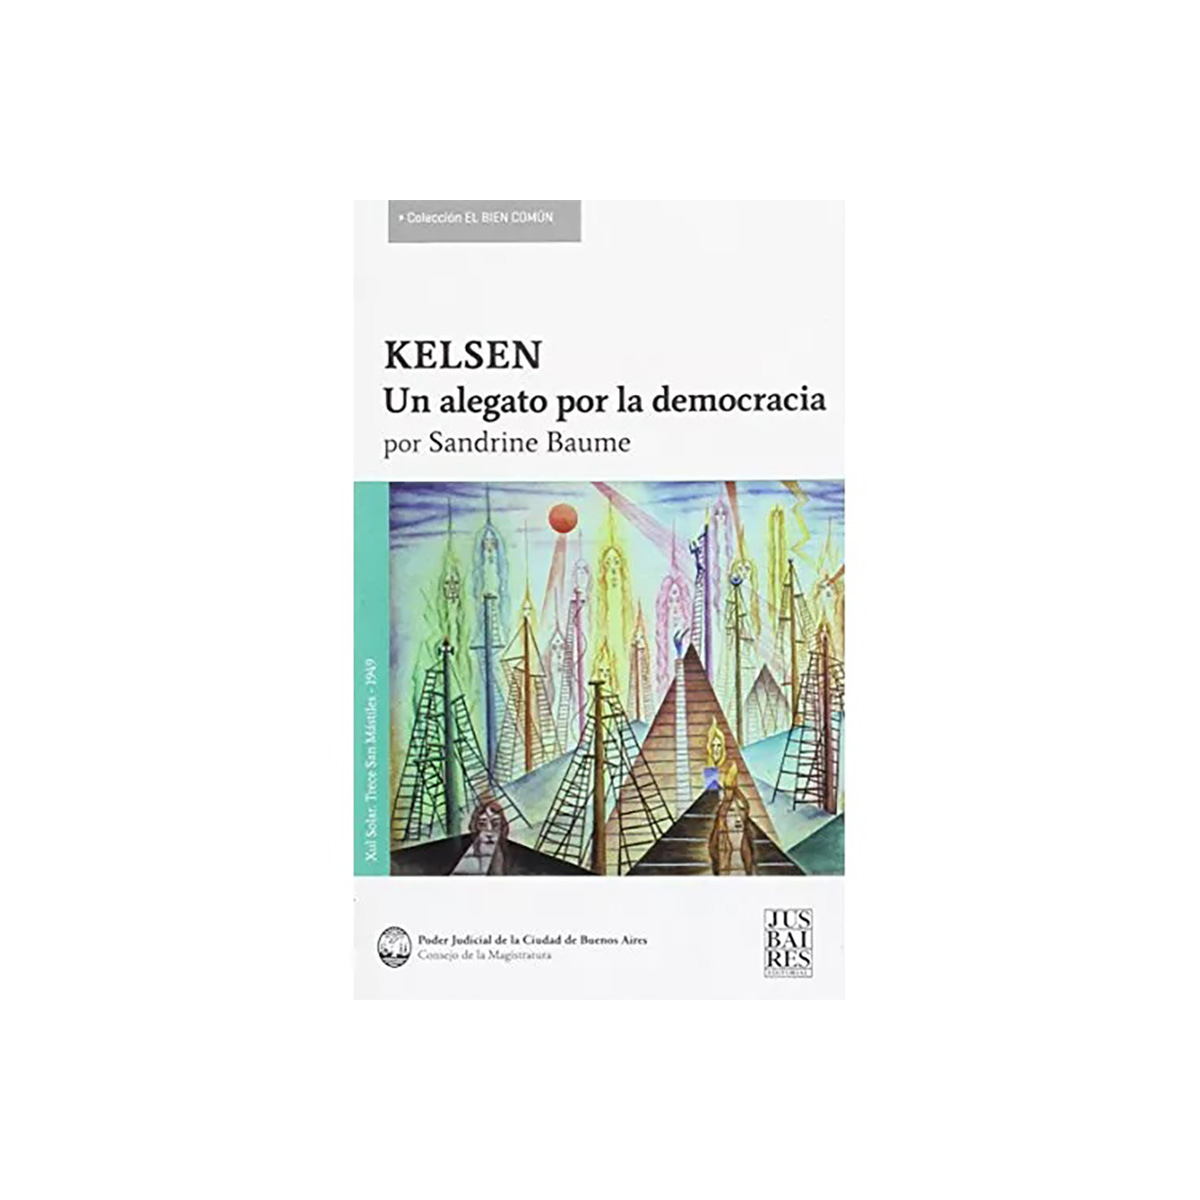 » Colección EL BIEN COMÚN
KELSEN
Un alegato por la democracia
por Sandrine Baume
Xul Solar, Trece San Mástiles - 1949
Poder Judicial de la Ciudad de Buenos Aires
Consejo de la Magistratura
JUS
BAI
RES
EDITORIAL